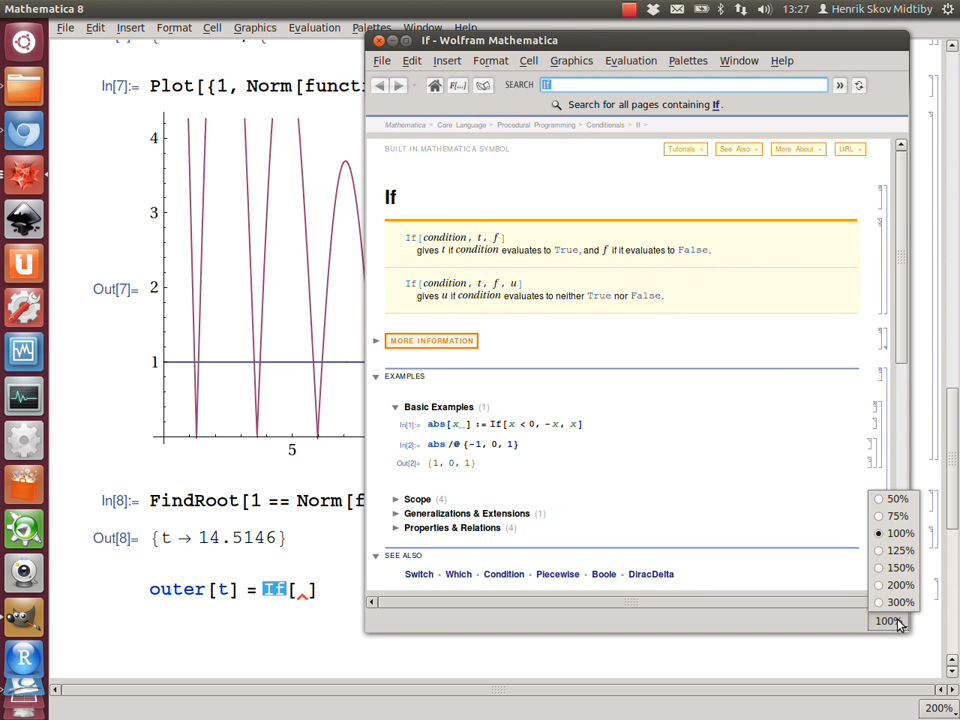 Mathematica 8
13:27
Henrik Skov Midtiby
File Edit Insert Format Cell Graphics Evaluation Palettes Window Help
In[7]:= Plot[{1, Norm[functi
4
3
2
1
5
Out[7]=
In[8]:= FindRoot[1 == Norm[f
Out[8]= {t → 14.5146}
outer[t] = If[‸]
If - Wolfram Mathematica
File Edit Insert Format Cell Graphics Evaluation Palettes Window Help
F[...]
SEARCH If »
Search for all pages containing If.
Mathematica > Core Language > Procedural Programming > Conditionals > If >
BUILT-IN MATHEMATICA SYMBOL
Tutorials » See Also » More About » URL »
If
If[condition, t, f]
gives t if condition evaluates to True, and f if it evaluates to False.
If[condition, t, f, u]
gives u if condition evaluates to neither True nor False.
MORE INFORMATION
EXAMPLES
Basic Examples (1)
In[1]:= abs[x_] := If[x < 0, -x, x]
In[2]:= abs /@ {-1, 0, 1}
Out[2]= {1, 0, 1}
Scope (4)
Generalizations & Extensions (1)
Properties & Relations (4)
SEE ALSO
Switch ▪ Which ▪ Condition ▪ Piecewise ▪ Boole ▪ DiracDelta
50%
75%
100%
125%
150%
200%
300%
100%
200%